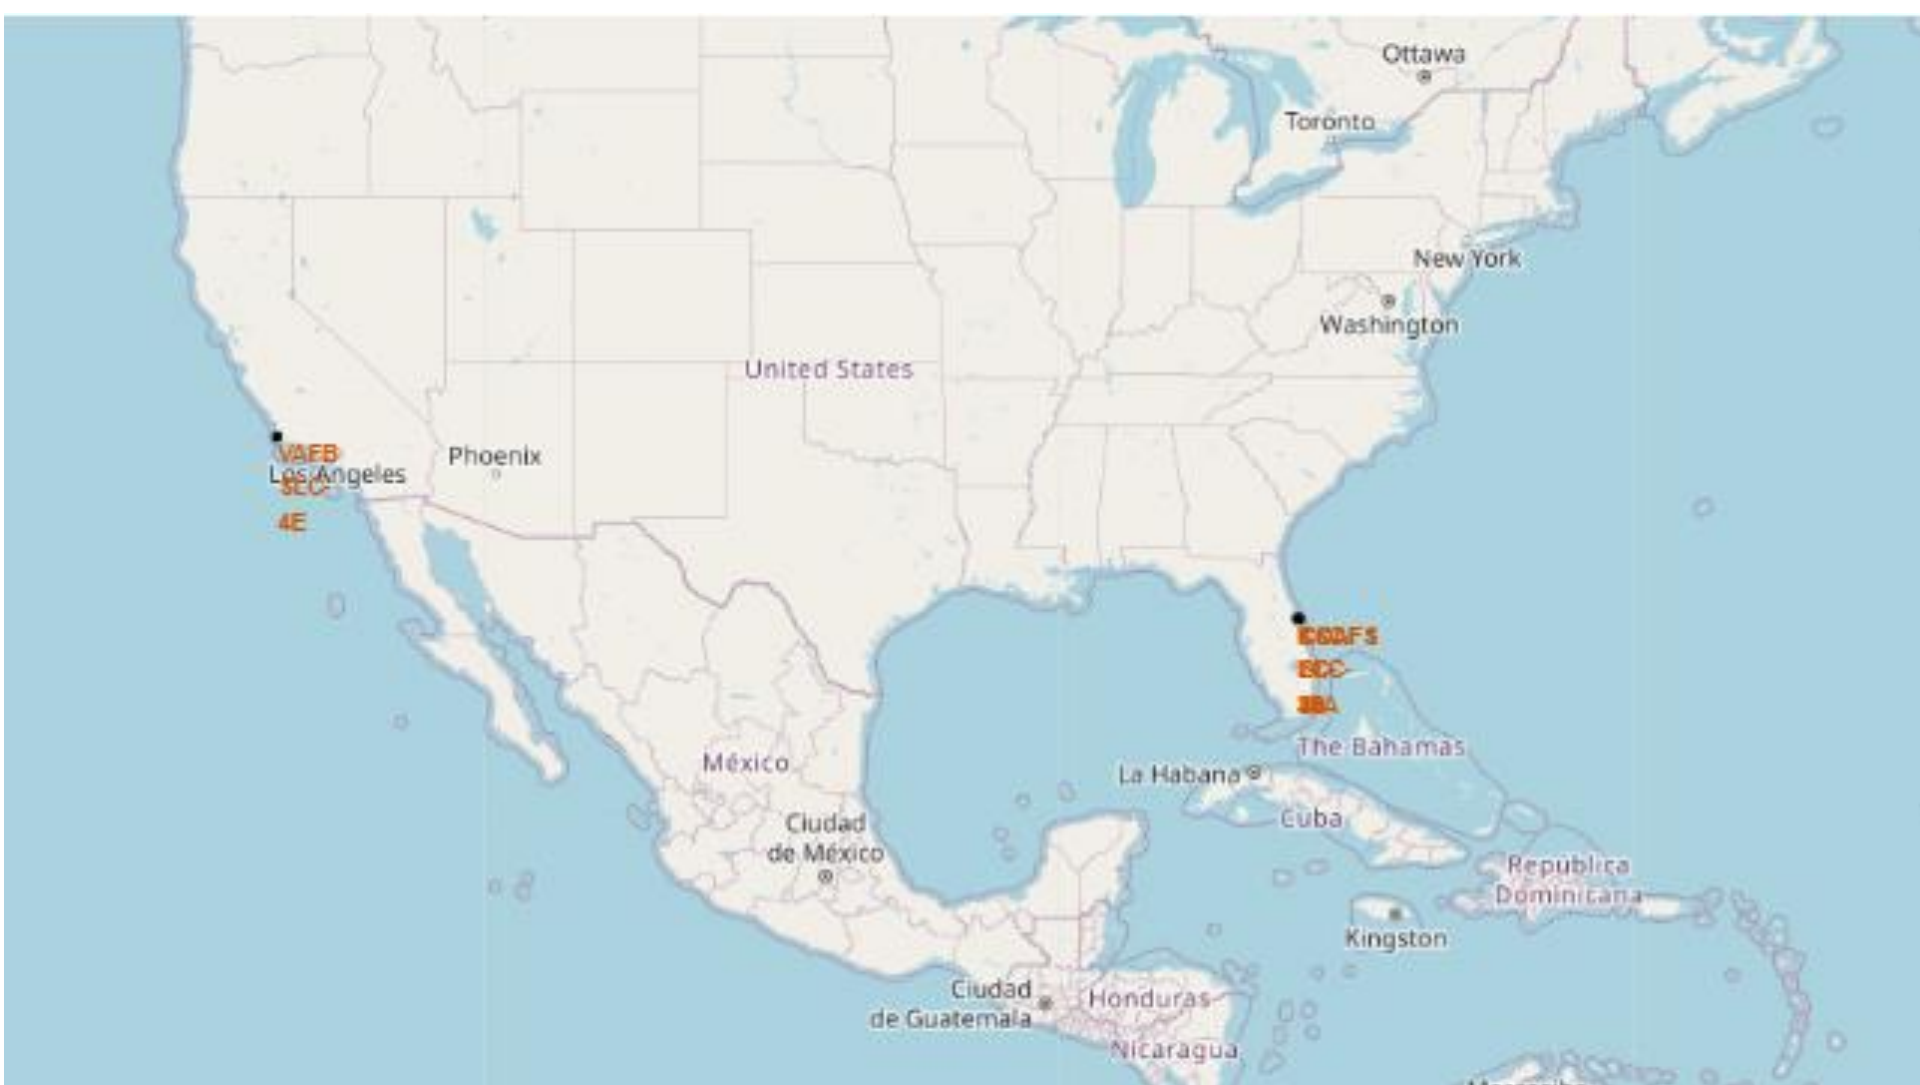 Ottawa
Toronto
New York
Washington
United States
Phoenix
VAFB
Los Angeles
SLC-
4E
The Bahamas
La Habana
México
Cuba
Ciudad
de México
República
Dominicana
Kingston
Ciudad
de Guatemala
Honduras
Nicaragua